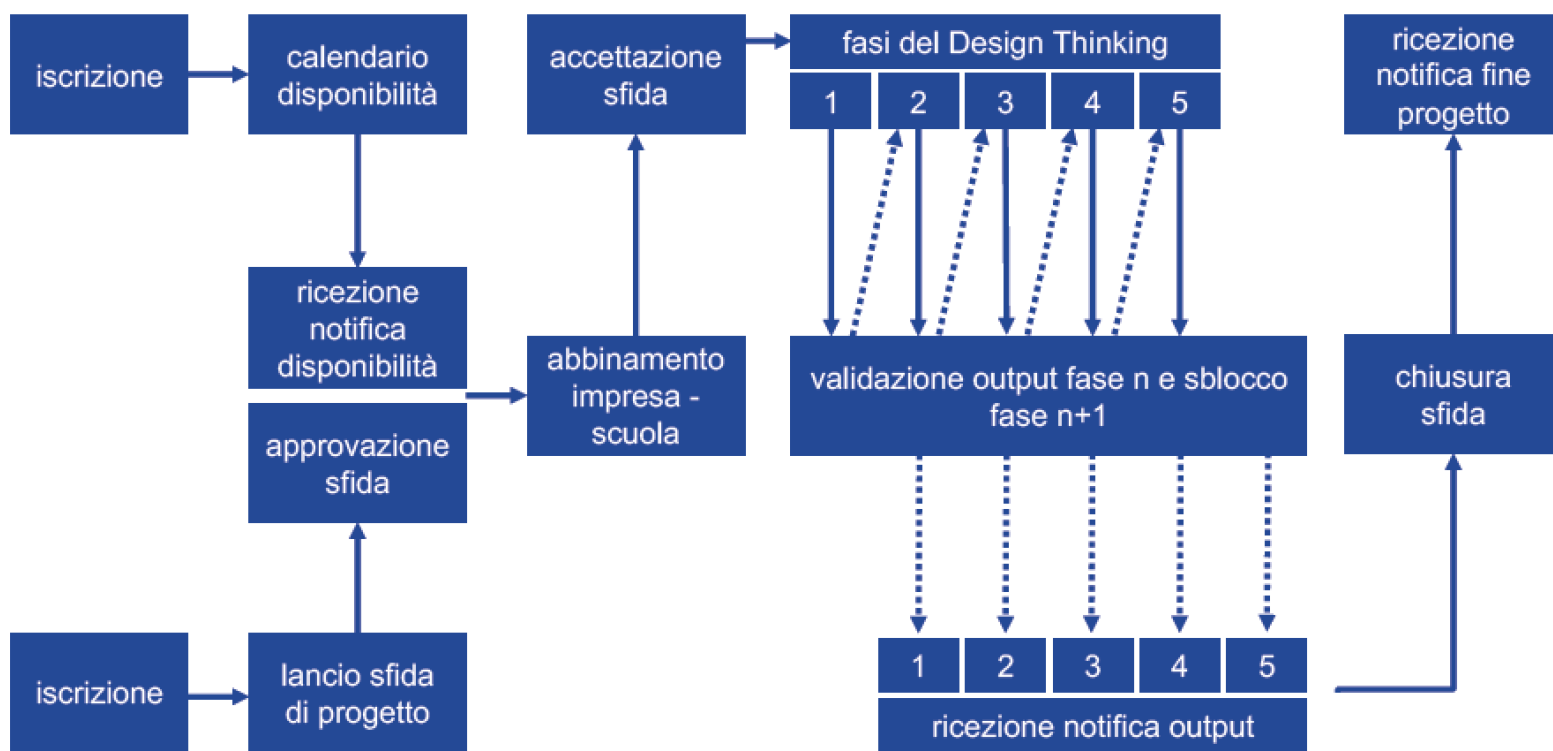 iscrizione
calendario
disponibilità
accettazione
sfida
fasi del Design Thinking
1 2 3 4 5
ricezione
notifica fine
progetto
ricezione
notifica
disponibilità
abbinamento
impresa -
scuola
validazione output fase n e sblocco
fase n+1
chiusura
sfida
approvazione
sfida
iscrizione
lancio sfida
di progetto
1 2 3 4 5
ricezione notifica output